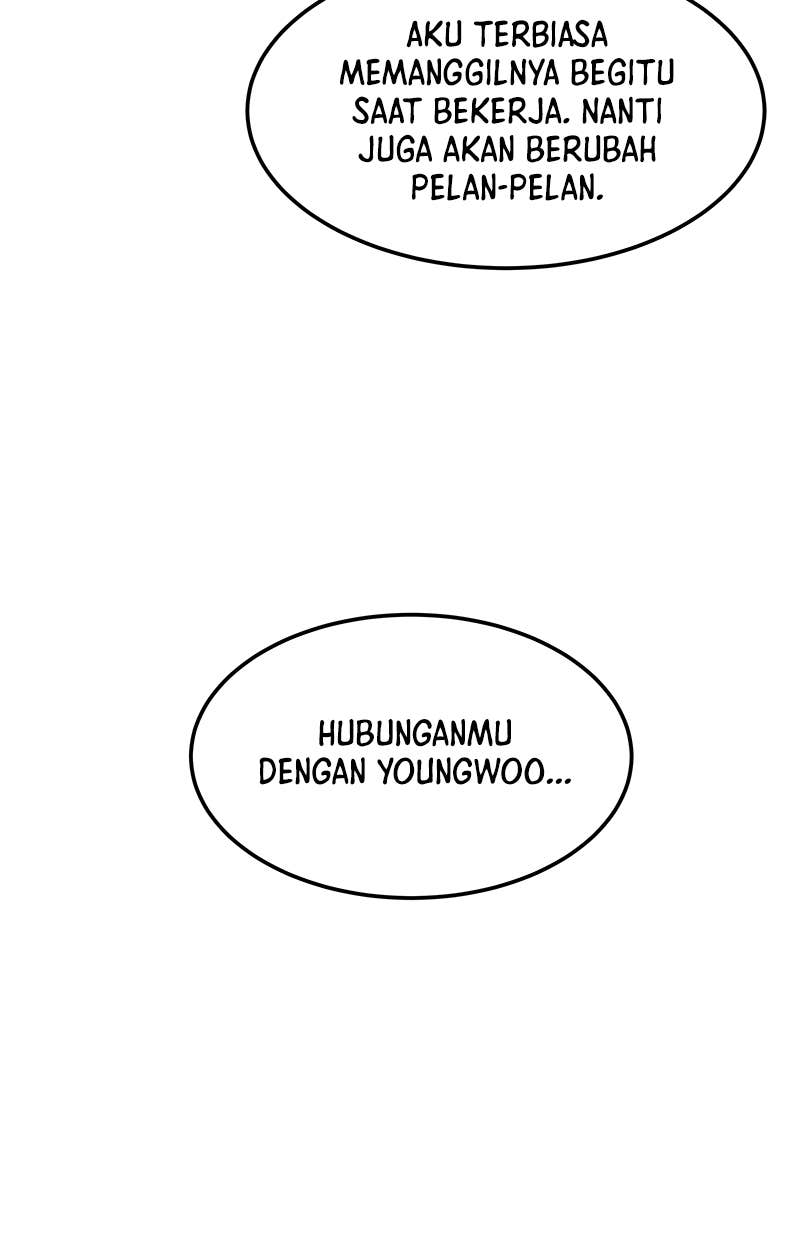 AKU TERBIASA
MEMANGGILNYA BEGITU
SAAT BEKERJA. NANTI
JUGA AKAN BERUBAH
PELAN-PELAN.
HUBUNGANMU
DENGAN YOUNGWOO...